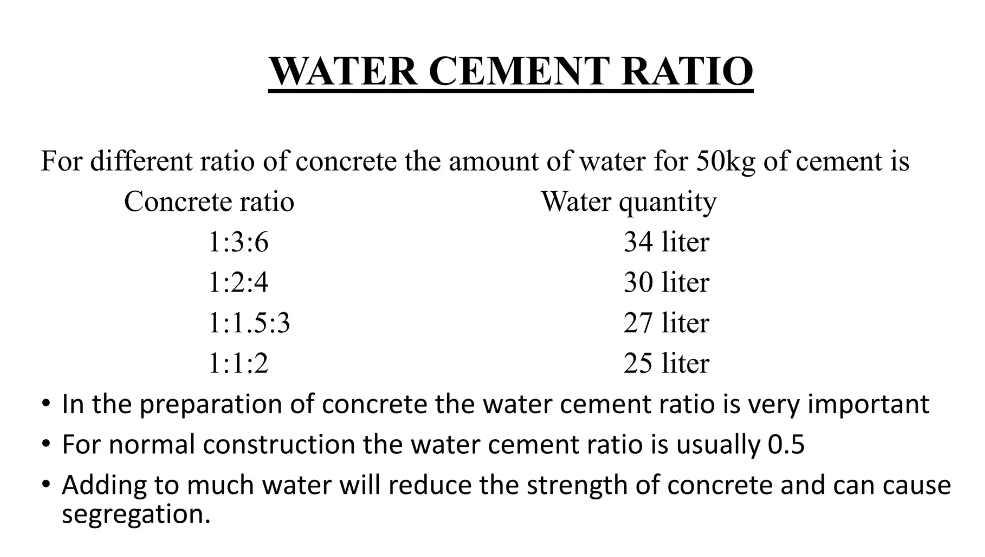 WATER CEMENT RATIO
For different ratio of concrete the amount of water for 50kg of cement is
Concrete ratio Water quantity
1:3:6 34 liter
1:2:4 30 liter
1:1.5:3 27 liter
1:1:2 25 liter
• In the preparation of concrete the water cement ratio is very important
• For normal construction the water cement ratio is usually 0.5
• Adding to much water will reduce the strength of concrete and can cause
segregation.